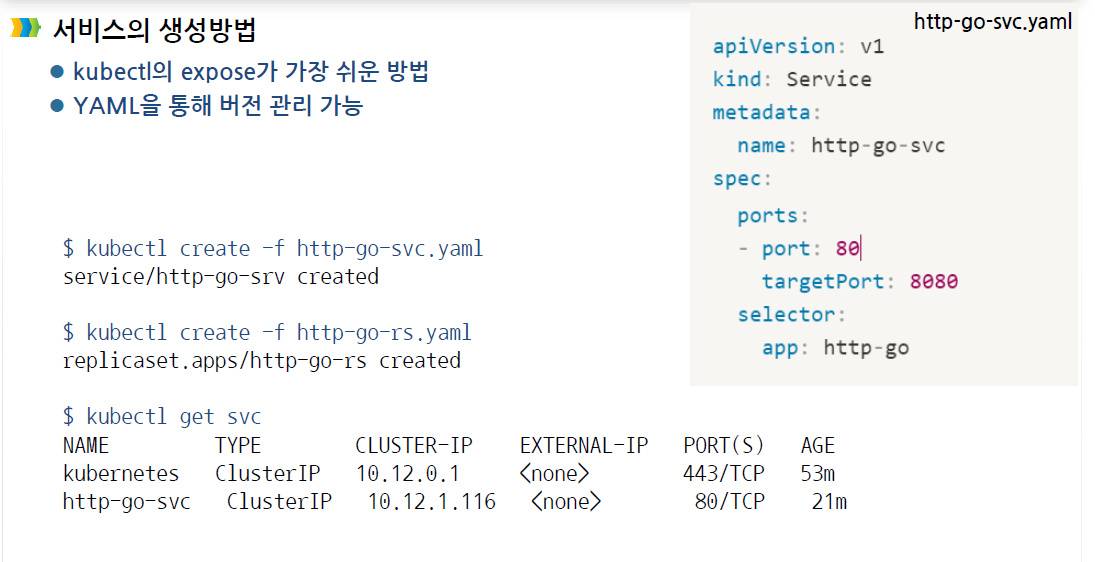 서비스의 생성방법
● kubectl의 expose가 가장 쉬운 방법
● YAML을 통해 버전 관리 가능
$ kubectl create -f http-go-svc.yaml
service/http-go-srv created
$ kubectl create -f http-go-rs.yaml
replicaset.apps/http-go-rs created
$ kubectl get svc
NAME TYPE CLUSTER-IP EXTERNAL-IP PORT(S) AGE
kubernetes ClusterIP 10.12.0.1 <none> 443/TCP 53m
http-go-svc ClusterIP 10.12.1.116 <none> 80/TCP 21m
http-go-svc.yaml
apiVersion: v1
kind: Service
metadata:
  name: http-go-svc
spec:
  ports:
  - port: 80
    targetPort: 8080
  selector:
    app: http-go